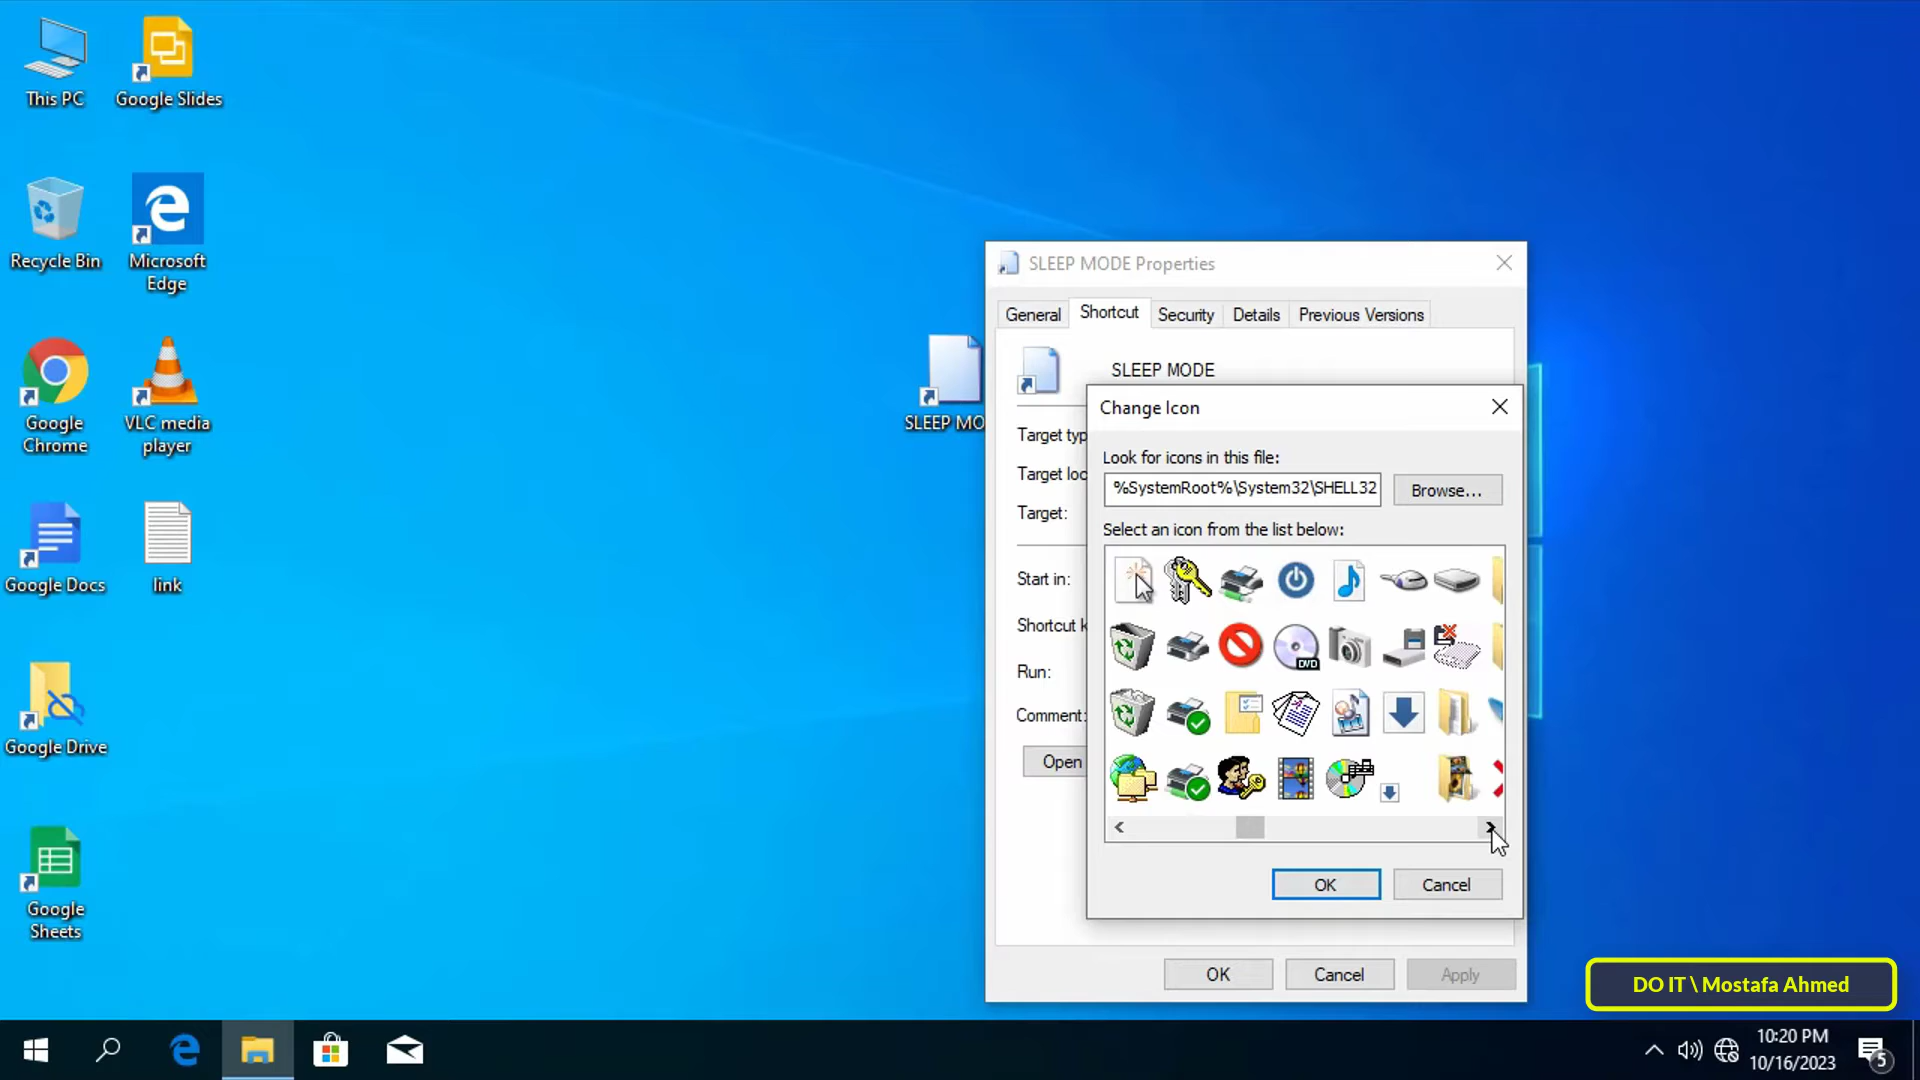 This PC
Google Slides
Recycle Bin
Microsoft
Edge
Google
Chrome
VLC media
player
Google Docs
link
Google Drive
Google
Sheets
SLEEP MO
SLEEP MODE Properties
General
Shortcut
Security
Details
Previous Versions
SLEEP MODE
Target typ
Target loc
Target:
Start in:
Shortcut k
Run:
Comment:
Open
Change Icon
Look for icons in this file:
%SystemRoot%\System32\SHELL32
Browse...
Select an icon from the list below:
DVD
OK
Cancel
OK
Cancel
Apply
DO IT \ Mostafa Ahmed
10:20 PM
10/16/2023
5